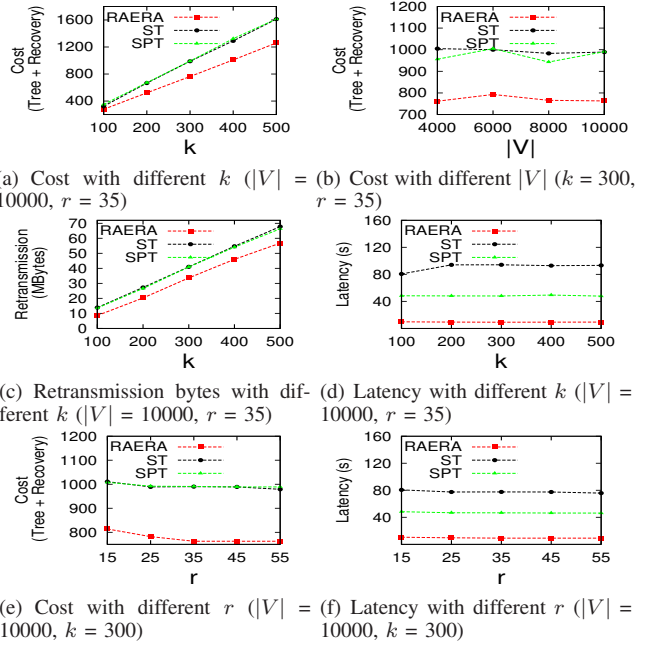 RAERA
ST
SPT
1600
1200
800
400
Cost
(Tree + Recovery)
100 200 300 400 500
k
RAERA
ST
SPT
1200
1100
1000
900
800
700
Cost
(Tree + Recovery)
4000 6000 8000 10000
|V|
(a) Cost with different k (|V| =
10000, r = 35)
(b) Cost with different |V| (k = 300,
r = 35)
RAERA
ST
SPT
70
60
50
40
30
20
10
0
Retransmission
(MBytes)
100 200 300 400 500
k
RAERA
ST
SPT
160
120
80
40
Latency (s)
100 200 300 400 500
k
(c) Retransmission bytes with dif-
ferent k (|V| = 10000, r = 35)
(d) Latency with different k (|V| =
10000, r = 35)
RAERA
ST
SPT
1200
1100
1000
900
800
Cost
(Tree + Recovery)
15 25 35 45 55
r
RAERA
ST
SPT
160
120
80
40
Latency (s)
15 25 35 45 55
r
(e) Cost with different r (|V| =
10000, k = 300)
(f) Latency with different r (|V| =
10000, k = 300)